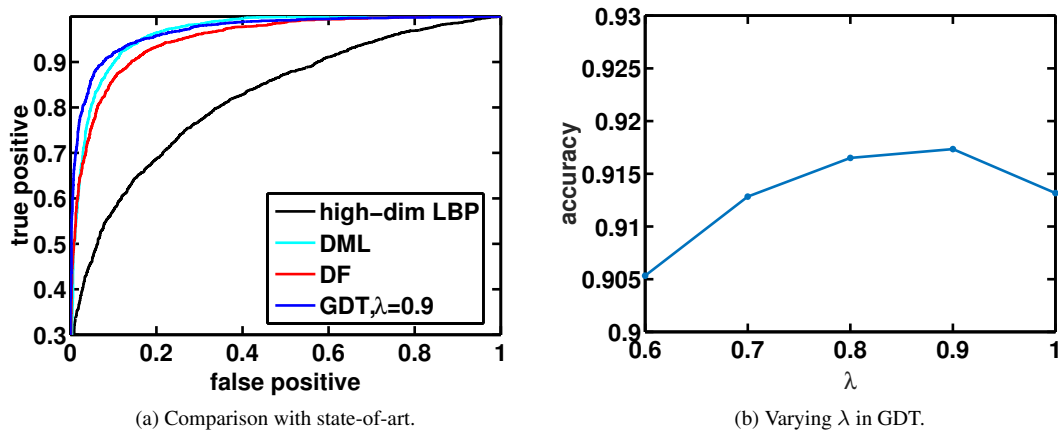 0.9
0.8
0.7
0.6
0.5
0.4
0.3
true positive
0
0.2
0.4
0.6
0.8
1
false positive
high-dim LBP
DML
DF
GDT,λ=0.9
(a) Comparison with state-of-art.
0.93
0.925
0.92
0.915
0.91
0.905
0.9
accuracy
0.6
0.7
0.8
0.9
1
λ
(b) Varying λ in GDT.